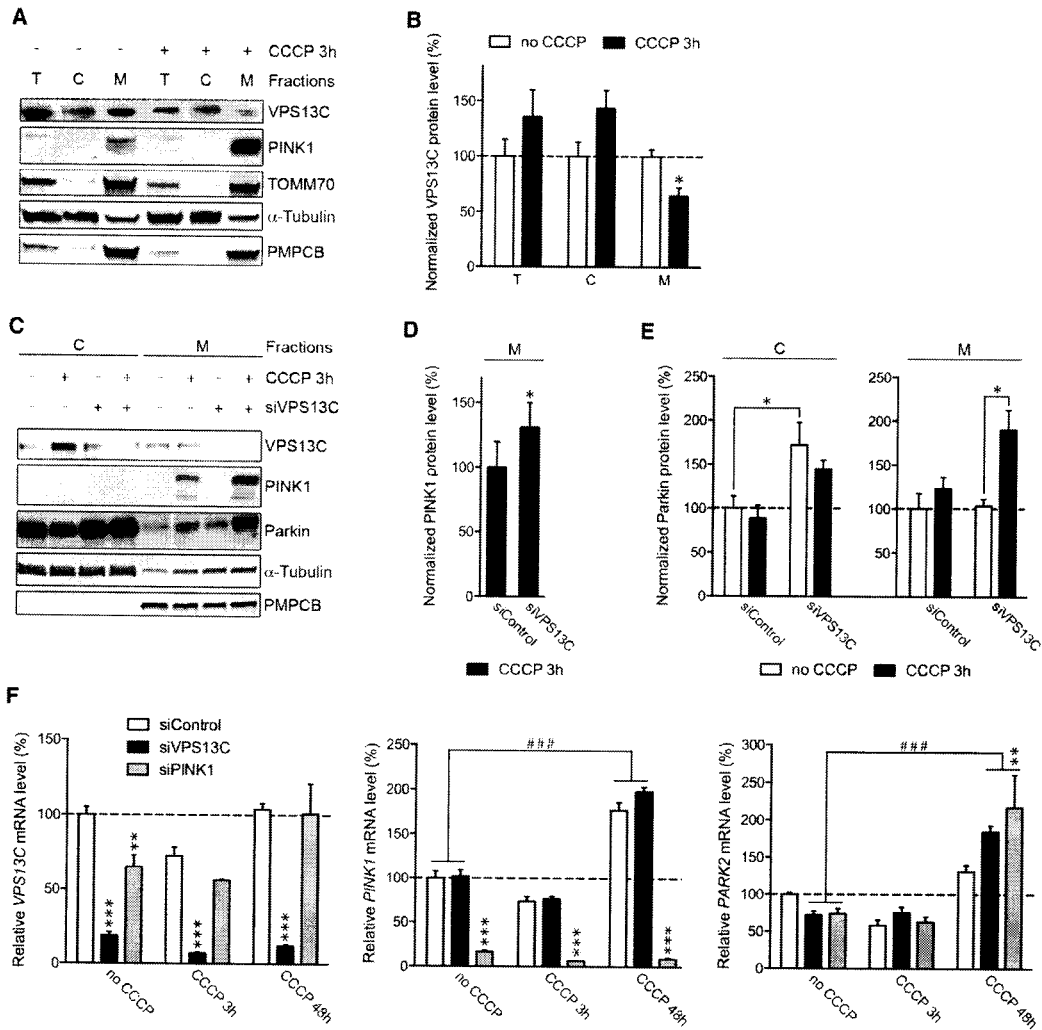 A
- - - + + + CCCP 3h
T C M T C M Fractions
VPS13C
PINK1
TOMM70
α-Tubulin
PMPCB
B
no CCCP CCCP 3h
Normalized VPS13C protein level (%)
150
100
50
0
*
T C M
C
C M Fractions
- + - + - + - + CCCP 3h
- - + + - - + + siVPS13C
VPS13C
PINK1
Parkin
α-Tubulin
PMPCB
D
M
Normalized PINK1 protein level (%)
150
100
50
0
*
siControl
siVPS13C
CCCP 3h
E
C
M
Normalized Parkin protein level (%)
250
200
150
100
50
0
*
siControl
siVPS13C
250
200
150
100
50
*
siControl
siVPS13C
no CCCP CCCP 3h
F
siControl
siVPS13C
siPINK1
Relative VPS13C mRNA level (%)
150
100
50
0
***
**
***
***
no CCCP
CCCP 3h
CCCP 48h
Relative PINK1 mRNA level (%)
250
200
150
100
50
0
###
***
***
***
no CCCP
CCCP 3h
CCCP 48h
Relative PARK2 mRNA level (%)
300
250
200
150
100
50
0
###
**
no CCCP
CCCP 3h
CCCP 48h